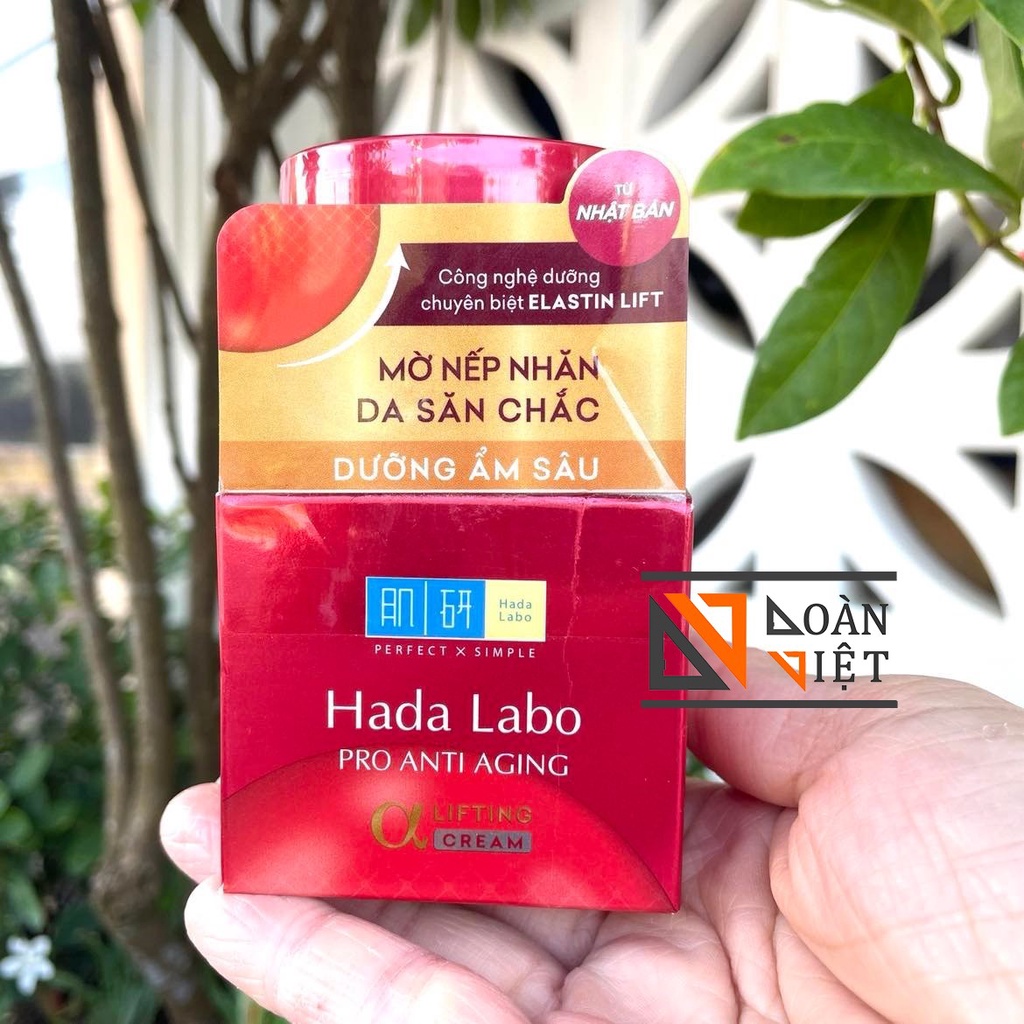 TỪ
NHẬT BẢN
Công nghệ dưỡng
chuyên biệt ELASTIN LIFT
MỜ NẾP NHĂN
DA SĂN CHẮC
DƯỠNG ẨM SÂU
肌研
Hada
Labo
PERFECT X SIMPLE
Hada Labo
PRO ANTI AGING
α LIFTING
CREAM
ĐOÀN
VIỆT